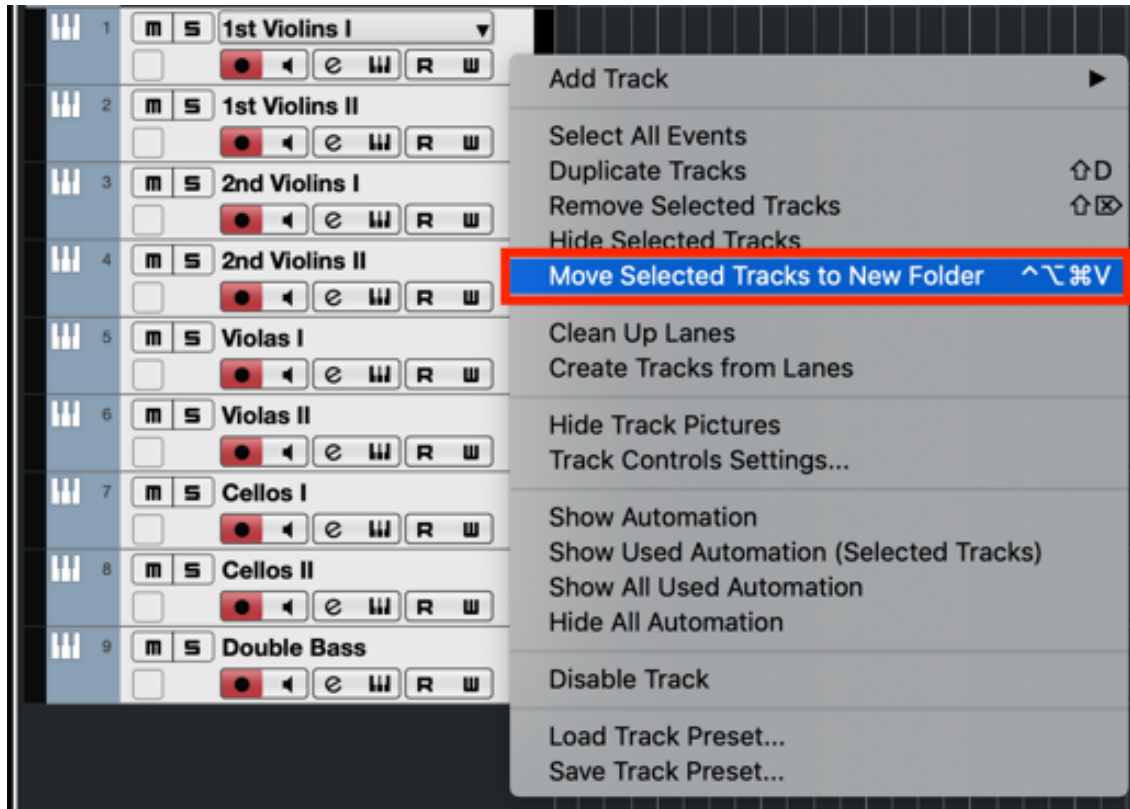 1 m S 1st Violins I ▼
e R W
2 m S 1st Violins II
e R W
3 m S 2nd Violins I
e R W
4 m S 2nd Violins II
e R W
5 m S Violas I
e R W
6 m S Violas II
e R W
7 m S Cellos I
e R W
8 m S Cellos II
e R W
9 m S Double Bass
e R W
Add Track ▶
Select All Events
Duplicate Tracks ⇧D
Remove Selected Tracks ⇧⌦
Hide Selected Tracks
Move Selected Tracks to New Folder ^⌥⌘V
Clean Up Lanes
Create Tracks from Lanes
Hide Track Pictures
Track Controls Settings...
Show Automation
Show Used Automation (Selected Tracks)
Show All Used Automation
Hide All Automation
Disable Track
Load Track Preset...
Save Track Preset...